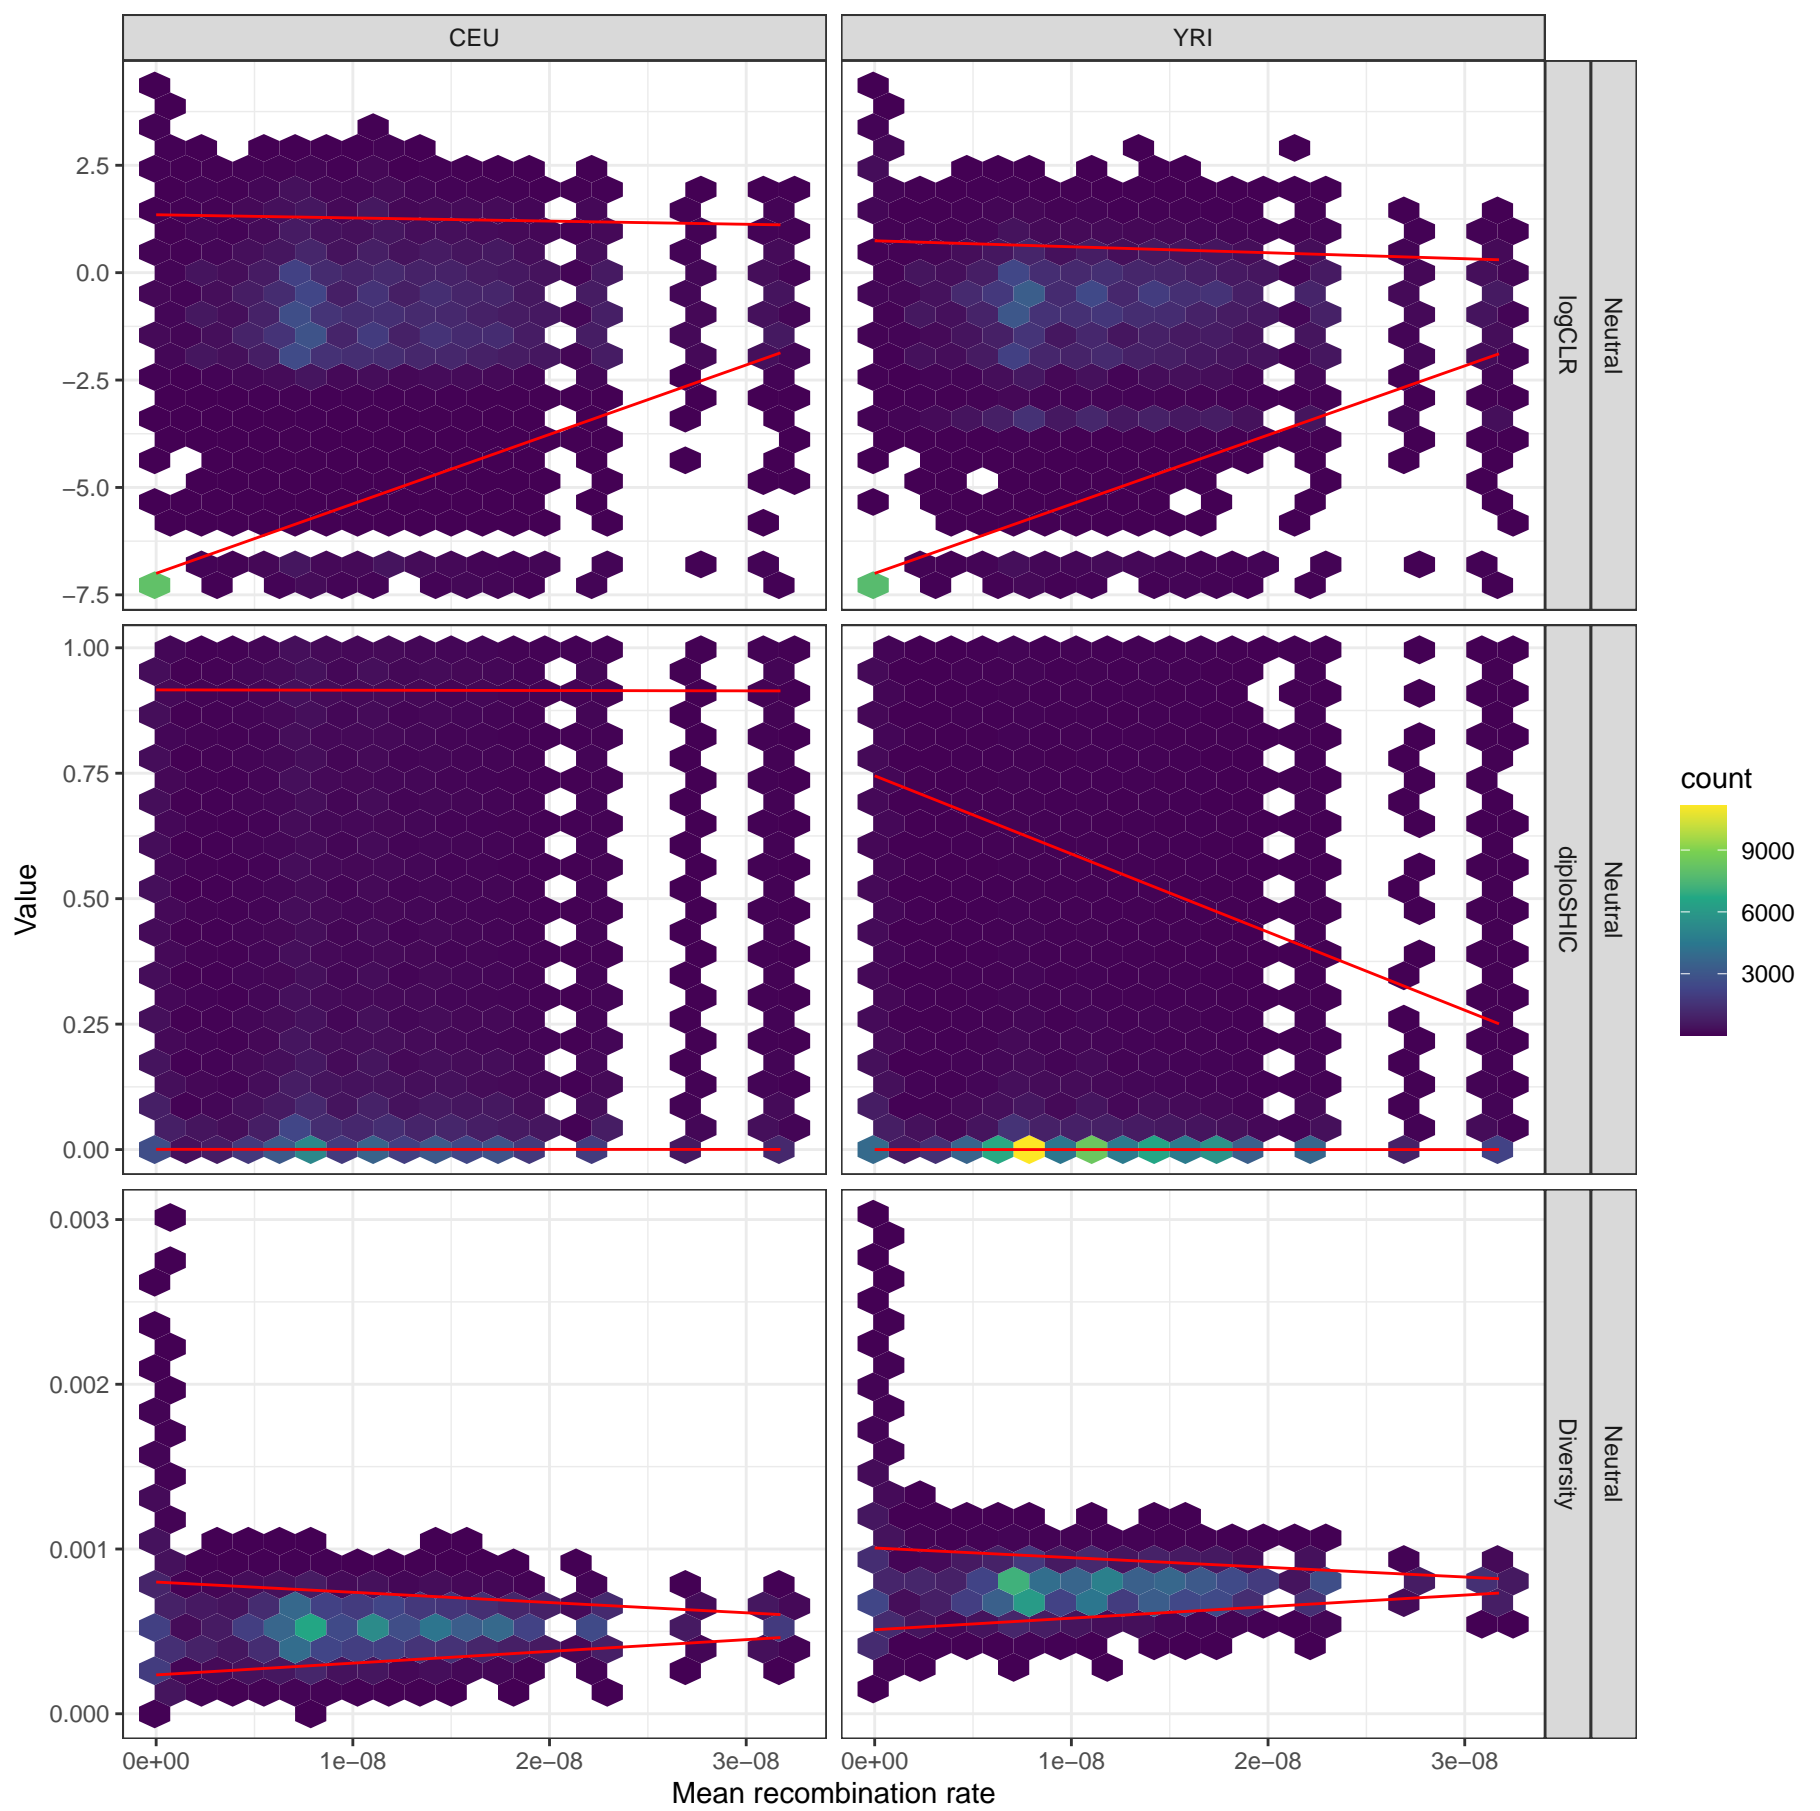 CEU
YRI
2.5
0.0
−2.5
−5.0
−7.5
logCLR
Neutral
1.00
0.75
0.50
0.25
0.00
diploSHIC
Neutral
0.003
0.002
0.001
0.000
Diversity
Neutral
Value
count
9000
6000
3000
0e+00
1e−08
2e−08
3e−08
0e+00
1e−08
2e−08
3e−08
Mean recombination rate